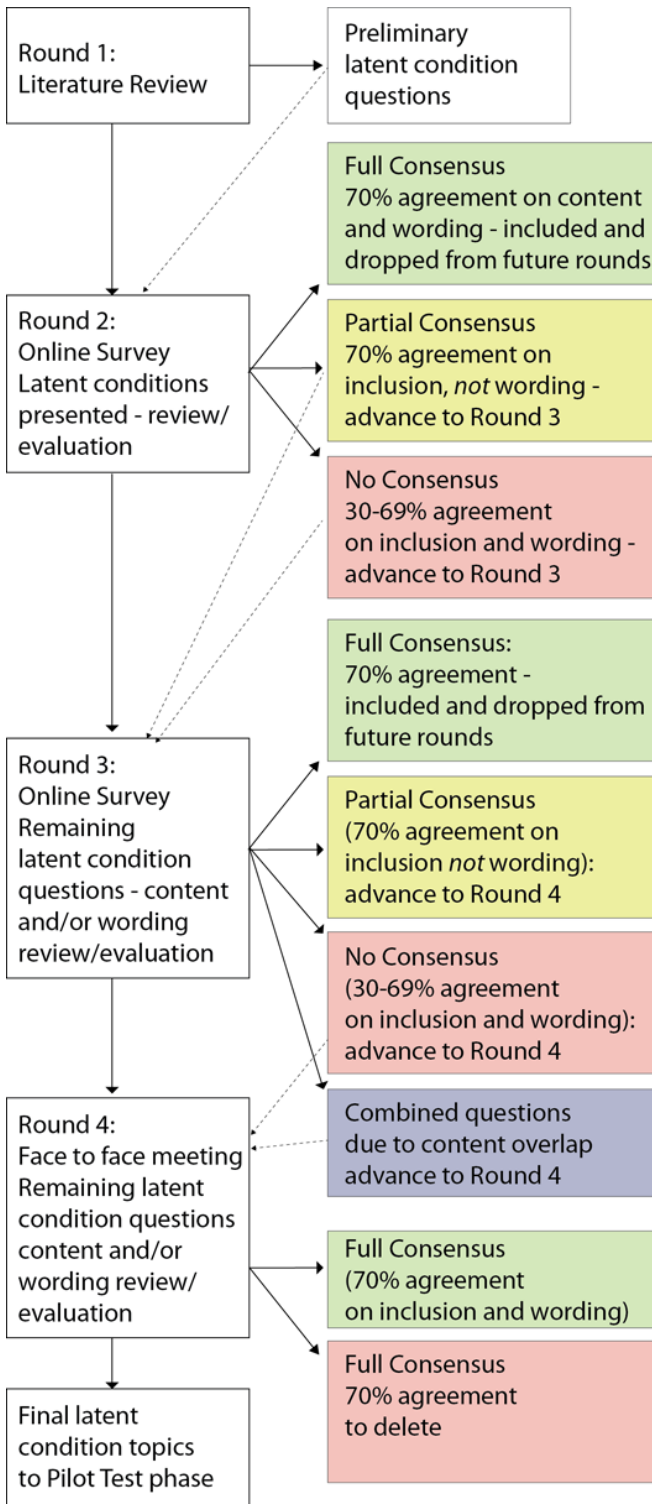 Round 1:
Literature Review
Preliminary
latent condition
questions
Full Consensus
70% agreement on content
and wording - included and
dropped from future rounds
Round 2:
Online Survey
Latent conditions
presented - review/
evaluation
Partial Consensus
70% agreement on
inclusion, not wording -
advance to Round 3
No Consensus
30-69% agreement
on inclusion and wording -
advance to Round 3
Full Consensus:
70% agreement -
included and dropped from
future rounds
Round 3:
Online Survey
Remaining
latent condition
questions - content
and/or wording
review/evaluation
Partial Consensus
(70% agreement on
inclusion not wording):
advance to Round 4
No Consensus
(30-69% agreement
on inclusion and wording):
advance to Round 4
Combined questions
due to content overlap
advance to Round 4
Round 4:
Face to face meeting
Remaining latent
condition questions
content and/or
wording review/
evaluation
Full Consensus
(70% agreement
on inclusion and wording)
Full Consensus
70% agreement
to delete
Final latent
condition topics
to Pilot Test phase